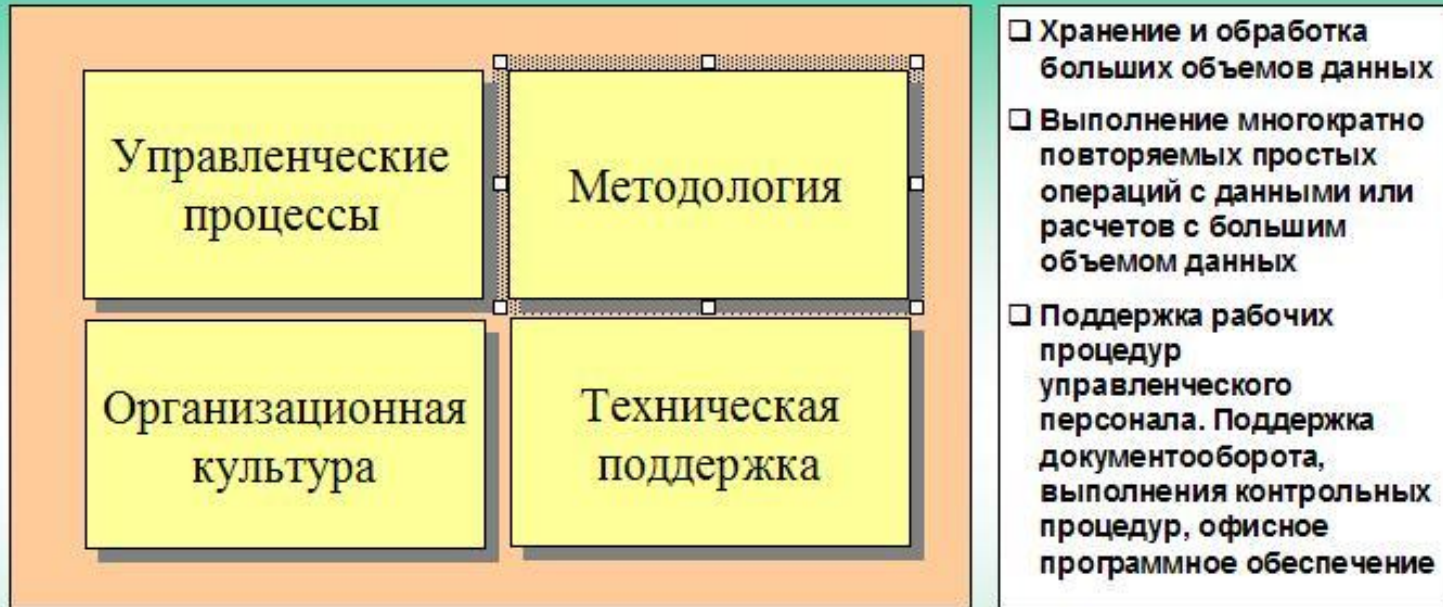 Управленческие
процессы
Методология
Организационная
культура
Техническая
поддержка
❑ Хранение и обработка
больших объемов данных
❑ Выполнение многократно
повторяемых простых
операций с данными или
расчетов с большим
объемом данных
❑ Поддержка рабочих
процедур
управленческого
персонала. Поддержка
документооборота,
выполнения контрольных
процедур, офисное
программное обеспечение